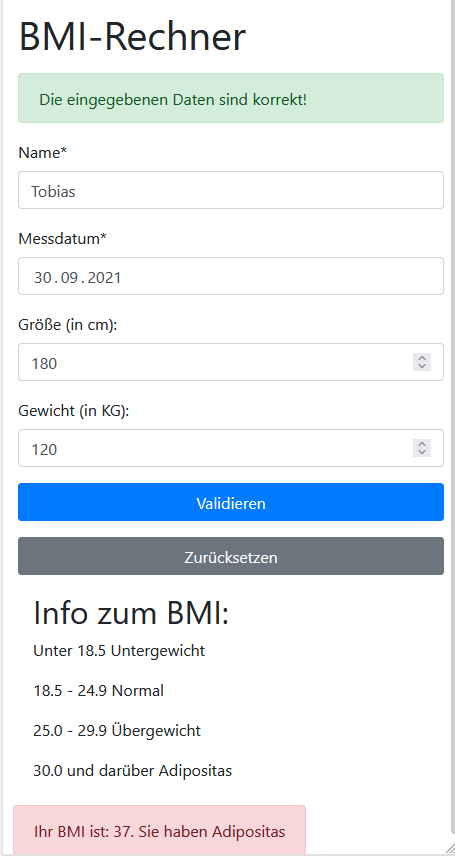 BMI-Rechner
Die eingegebenen Daten sind korrekt!
Name*
Tobias
Messdatum*
30.09.2021
Größe (in cm):
180
Gewicht (in KG):
120
Validieren
Zurücksetzen
Info zum BMI:
Unter 18.5 Untergewicht
18.5 - 24.9 Normal
25.0 - 29.9 Übergewicht
30.0 und darüber Adipositas
Ihr BMI ist: 37. Sie haben Adipositas